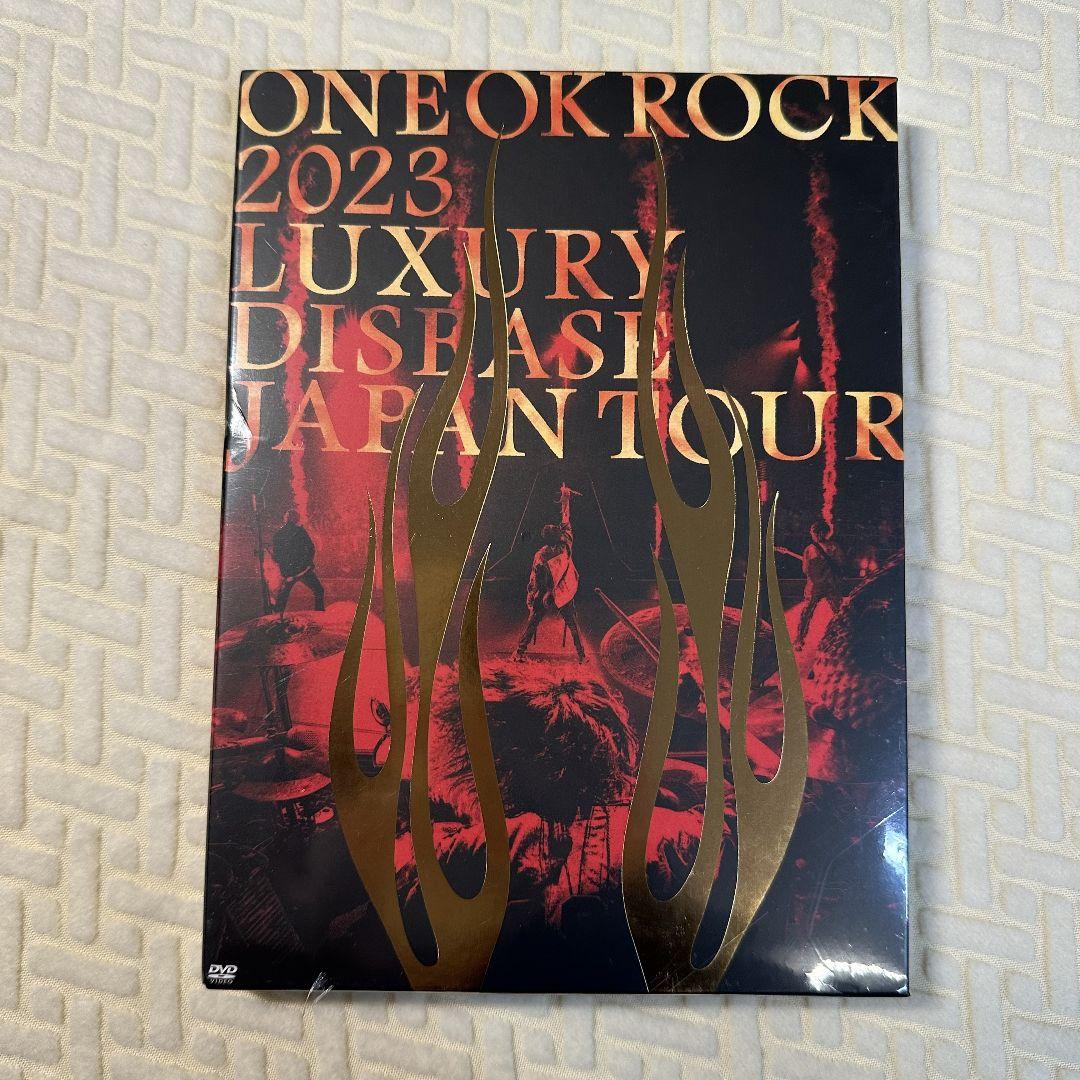 ONE OK ROCK
2023
LUXURY
DISEASE
JAPAN TOUR
DVD
VIDEO